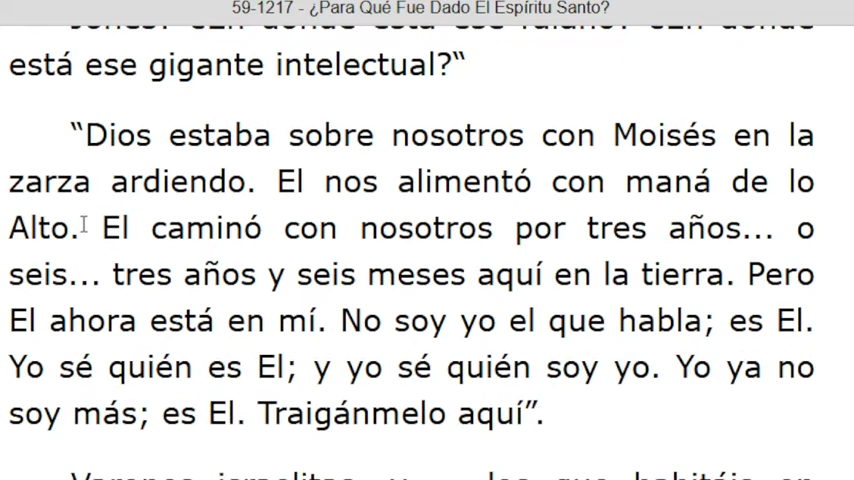 59-1217 - ¿Para Qué Fue Dado El Espíritu Santo?
está ese gigante intelectual?“
“Dios estaba sobre nosotros con Moisés en la
zarza ardiendo. El nos alimentó con maná de lo
Alto. El caminó con nosotros por tres años... o
seis... tres años y seis meses aquí en la tierra. Pero
El ahora está en mí. No soy yo el que habla; es El.
Yo sé quién es El; y yo sé quién soy yo. Yo ya no
soy más; es El. Traigánmelo aquí”.